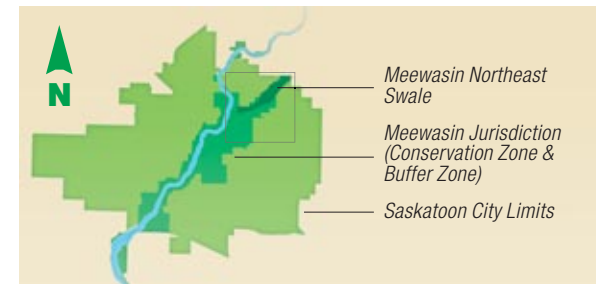 N
Meewasin Northeast
Swale
Meewasin Jurisdiction
(Conservation Zone &
Buffer Zone)
Saskatoon City Limits